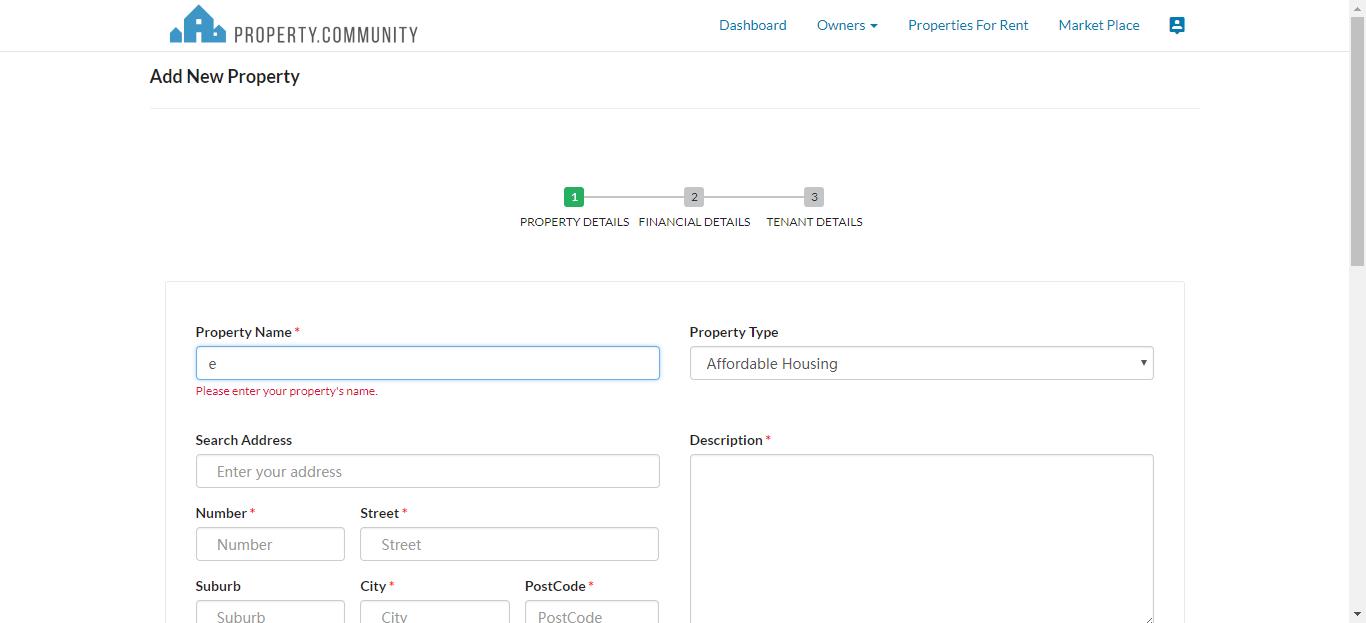 PROPERTY.COMMUNITY
Dashboard Owners Properties For Rent Market Place
Add New Property
1 2 3
PROPERTY DETAILS FINANCIAL DETAILS TENANT DETAILS
Property Name * Property Type
e Affordable Housing
Please enter your property's name.
Search Address Description *
Enter your address
Number * Street *
Number Street
Suburb City * PostCode *
Suburb City PostCode